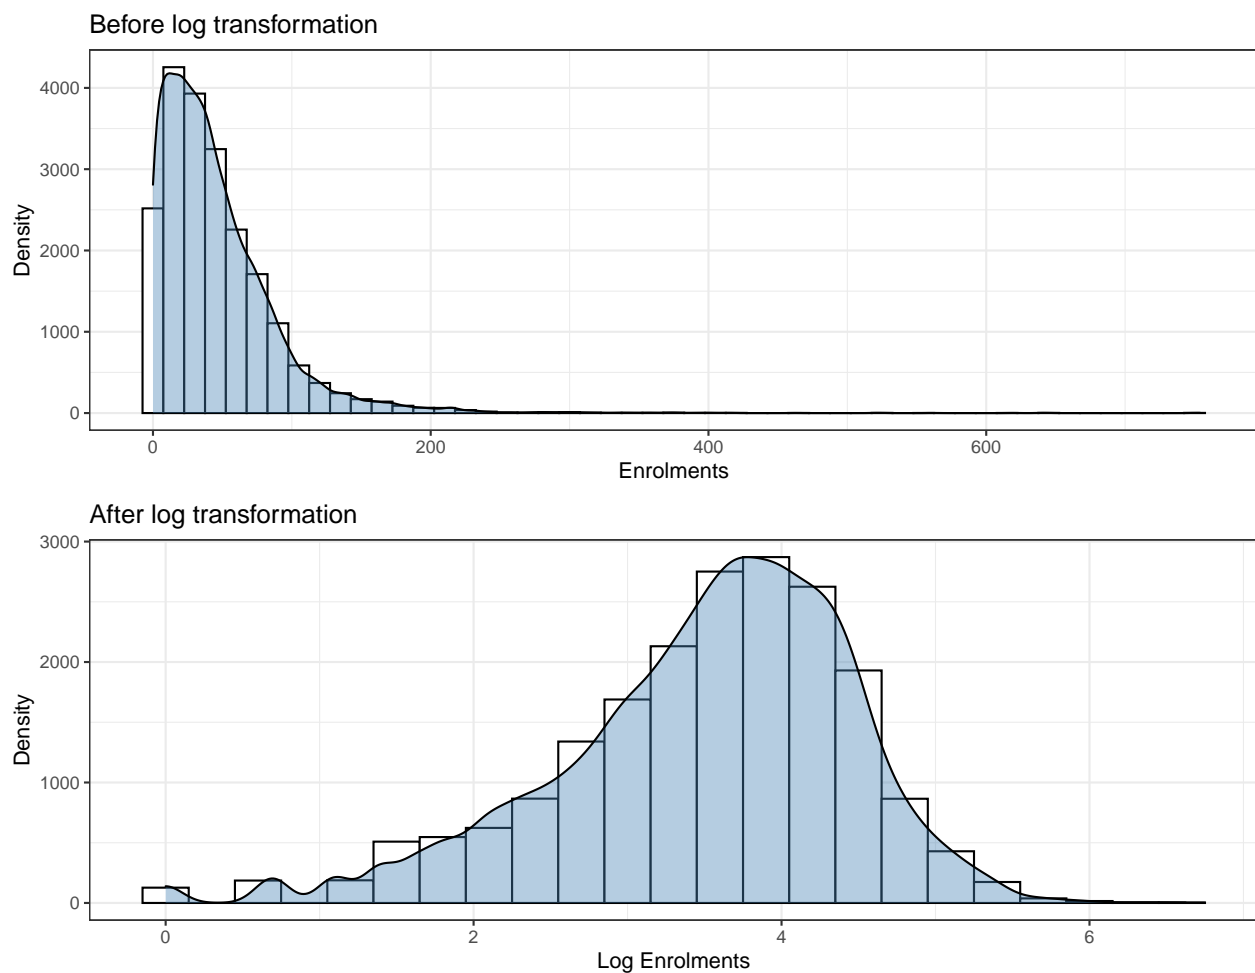 Before log transformation
4000
3000
2000
1000
0
Density
0 200 400 600
Enrolments
After log transformation
3000
2000
1000
0
Density
0 2 4 6
Log Enrolments